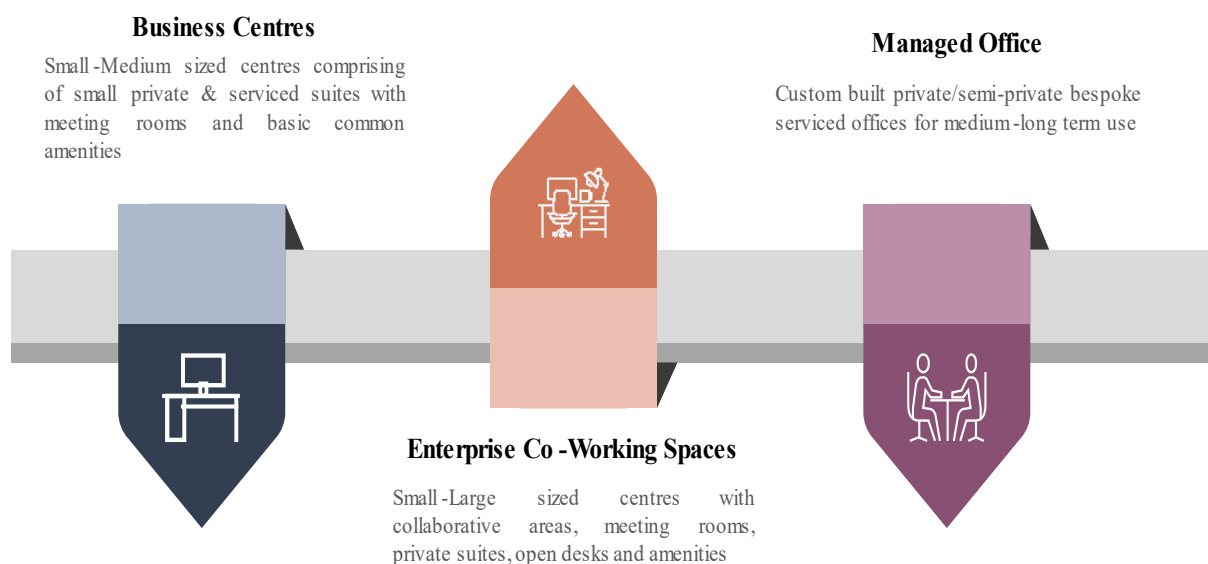 Business Centres
Small-Medium sized centres comprising
of small private & serviced suites with
meeting rooms and basic common
amenities
Enterprise Co-Working Spaces
Small-Large sized centres with
collaborative areas, meeting rooms,
private suites, open desks and amenities
Managed Office
Custom built private/semi-private bespoke
serviced offices for medium-long term use